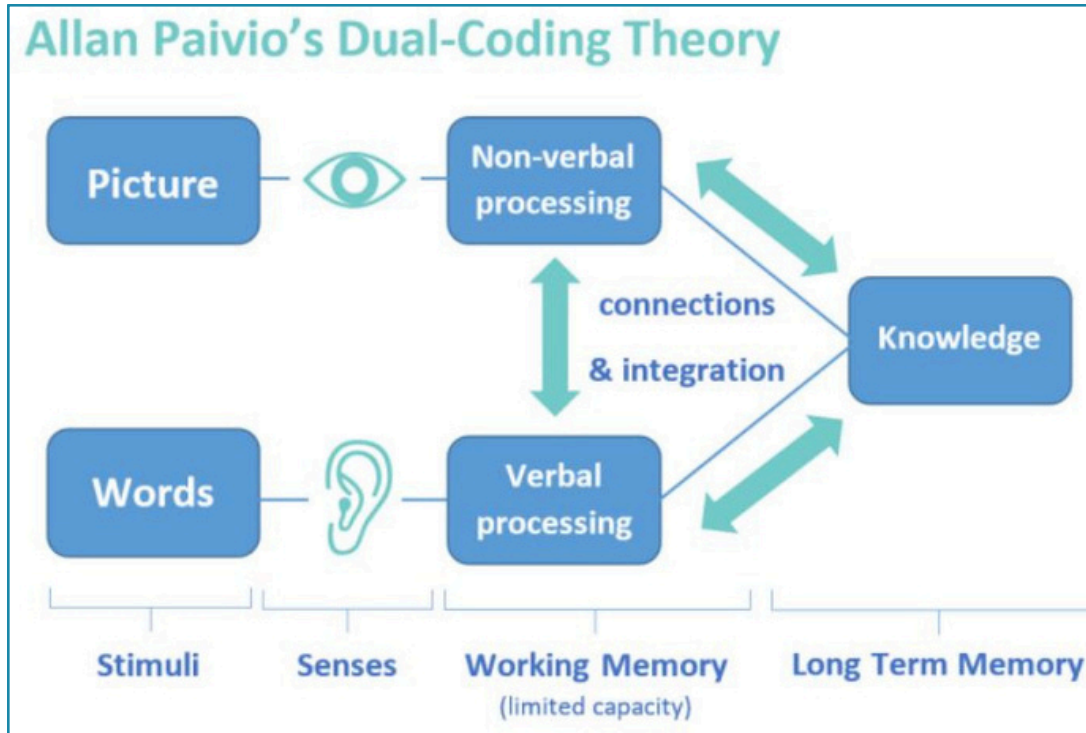 Allan Paivio's Dual-Coding Theory
Picture
Non-verbal
processing
connections
& integration
Knowledge
Words
Verbal
processing
Stimuli
Senses
Working Memory
(limited capacity)
Long Term Memory